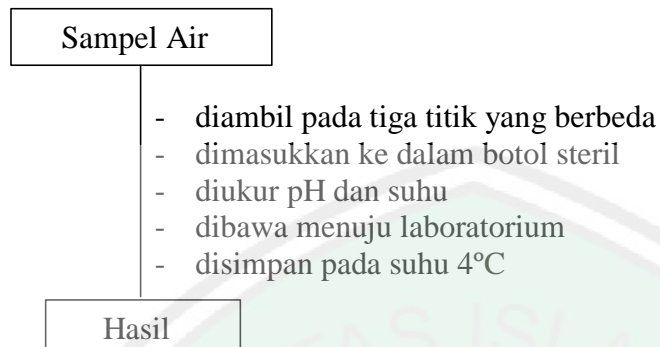 Sampel Air
- diambil pada tiga titik yang berbeda
- dimasukkan ke dalam botol steril
- diukur pH dan suhu
- dibawa menuju laboratorium
- disimpan pada suhu 4ºC
Hasil